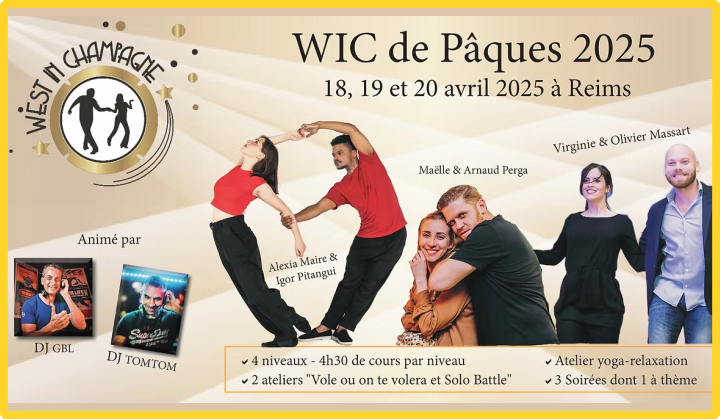 WEST IN CHAMPAGNE
WIC de Pâques 2025
18, 19 et 20 avril 2025 à Reims
Virginie & Olivier Massart
Maëlle & Arnaud Perga
Alexia Maire &
Igor Pitangui
Animé par
DJ GBL
DJ TOMTOM
4 niveaux - 4h30 de cours par niveau
2 ateliers "Vole ou on te volera et Solo Battle"
Atelier yoga-relaxation
3 Soirées dont 1 à thème